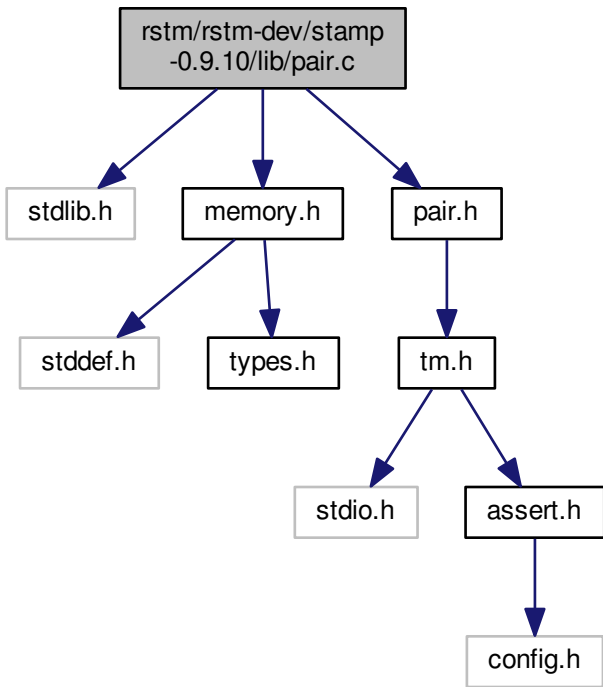 rstm/rstm-dev/stamp
-0.9.10/lib/pair.c
stdlib.h
memory.h
pair.h
stddef.h
types.h
tm.h
stdio.h
assert.h
config.h